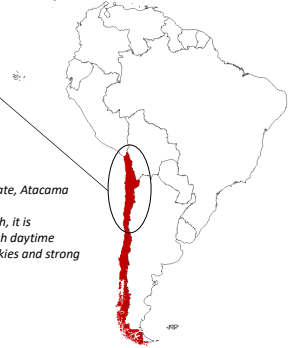 ate, Atacama
h, it is
h daytime
kies and strong